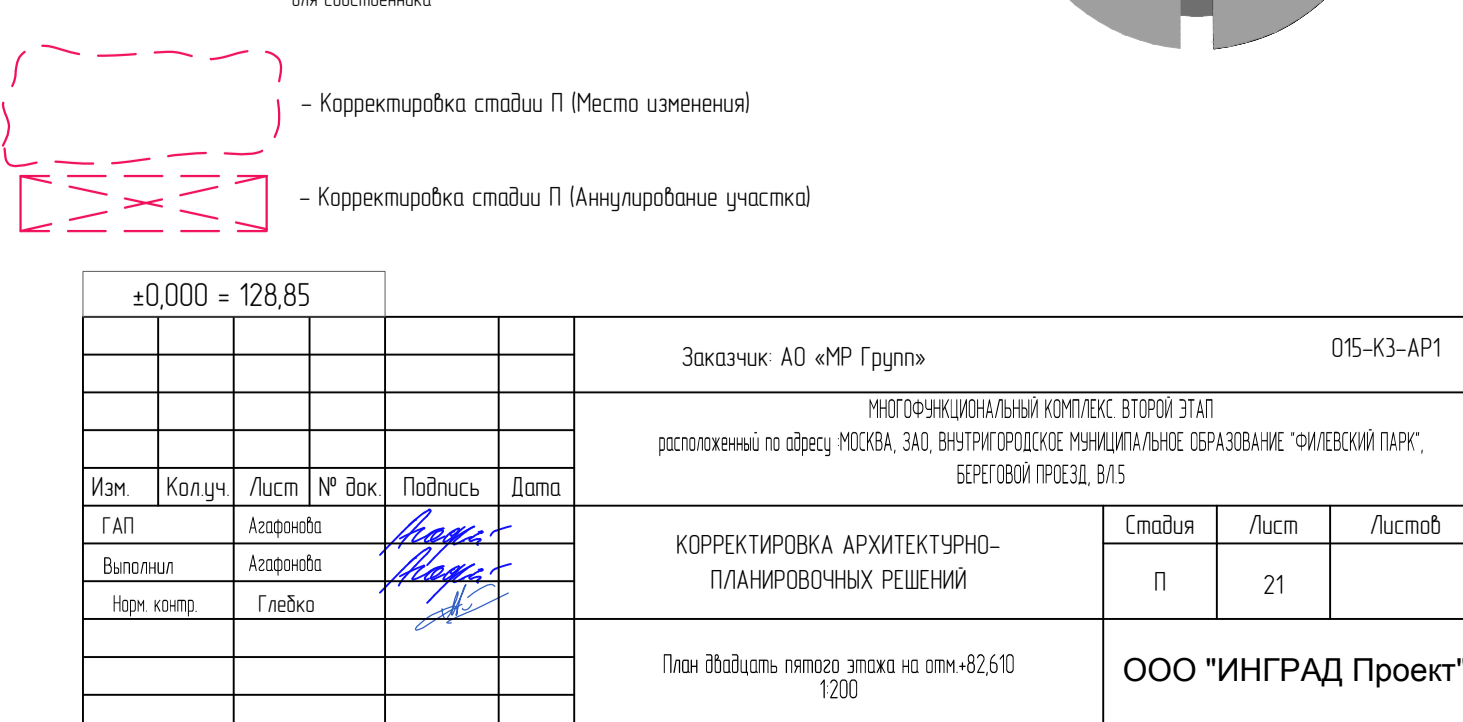 для собственника
– Корректировка стадии П (Место изменения)
– Корректировка стадии П (Аннулирование участка)
±0,000 = 128,85
Заказчик: АО «МР Групп»
015–К3–АР1
МНОГОФУНКЦИОНАЛЬНЫЙ КОМПЛЕКС. ВТОРОЙ ЭТАП
расположенный по адресу :МОСКВА, ЗАО, ВНУТРИГОРОДСКОЕ МУНИЦИПАЛЬНОЕ ОБРАЗОВАНИЕ "ФИЛЕВСКИЙ ПАРК",
БЕРЕГОВОЙ ПРОЕЗД, ВЛ.5
Изм. Кол.уч. Лист № док. Подпись Дата
ГАП Агафонова
Выполнил Агафонова
Норм. контр. Глебко
КОРРЕКТИРОВКА АРХИТЕКТУРНО–
ПЛАНИРОВОЧНЫХ РЕШЕНИЙ
Стадия Лист Листов
П 21
План двадцать пятого этажа на отм.+82,610
1:200
ООО "ИНГРАД Проект"